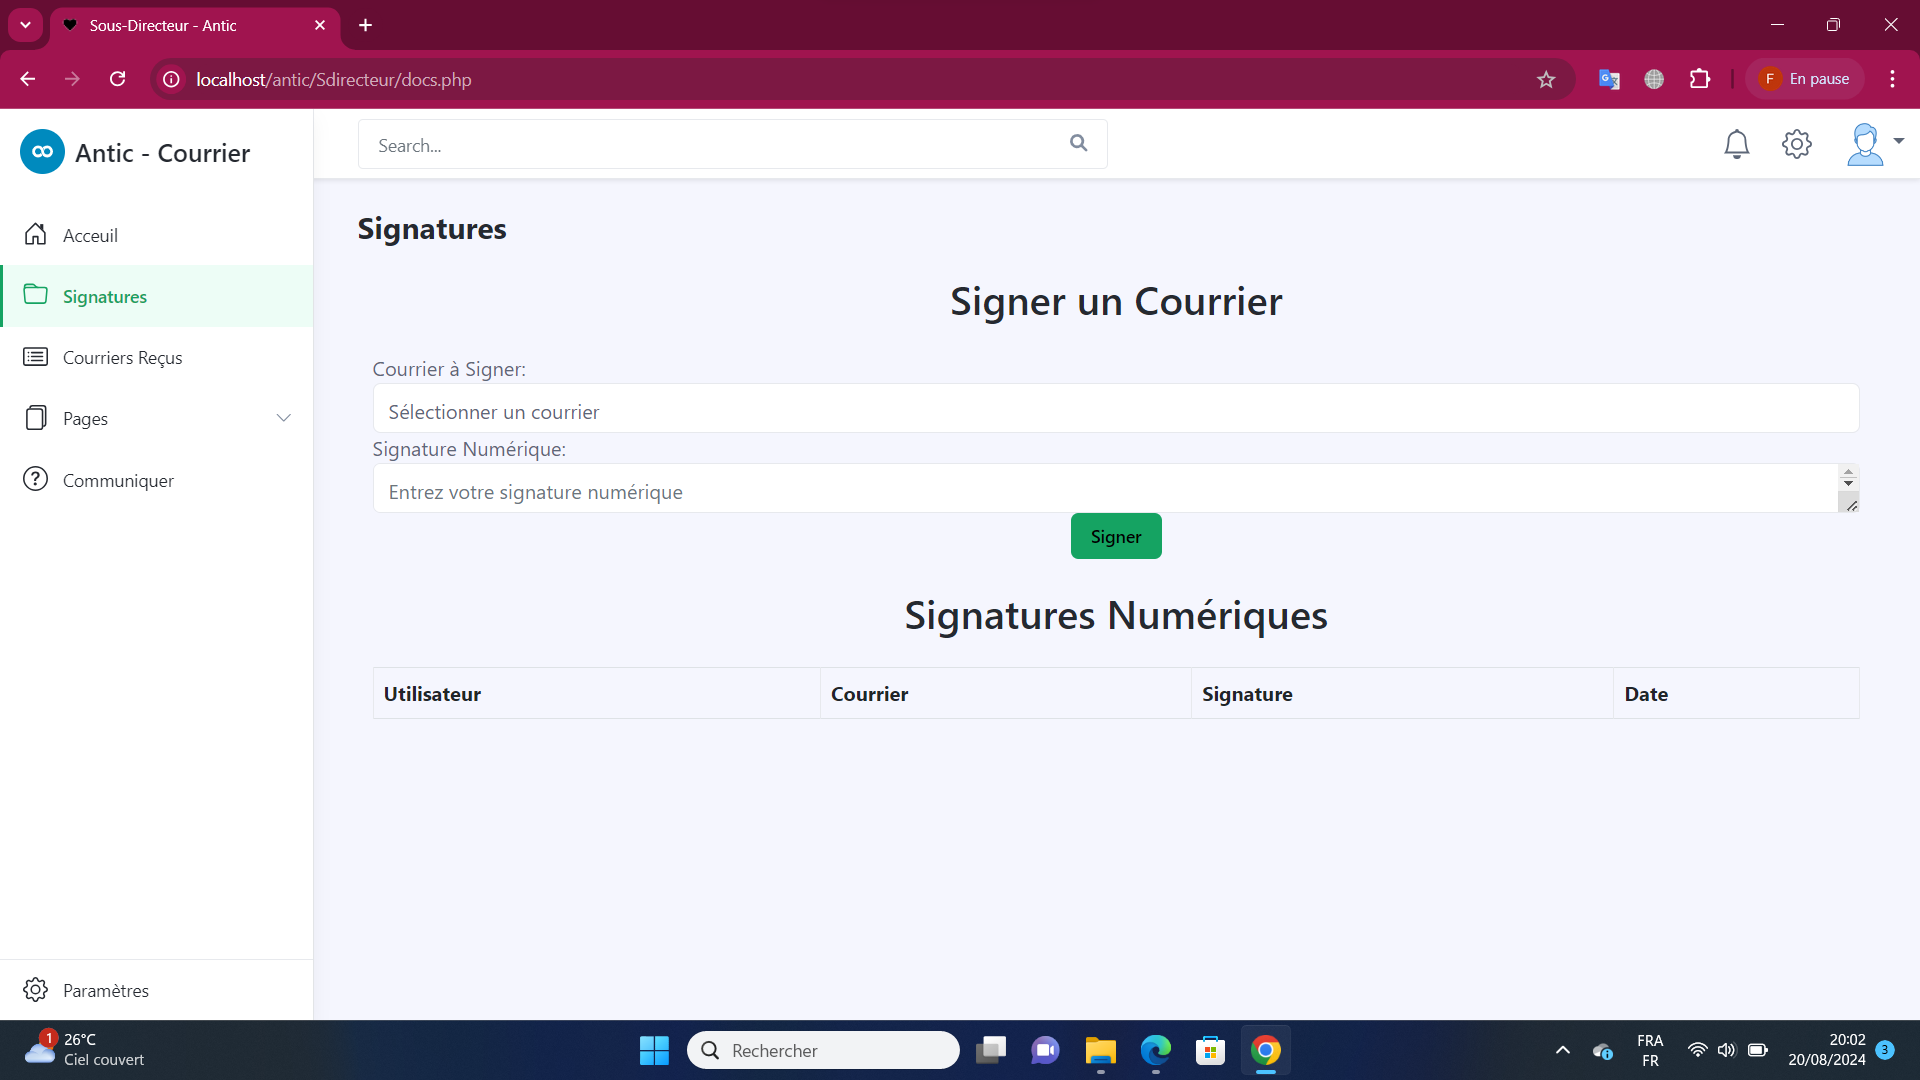 Sous-Directeur - Antic
localhost/antic/Sdirecteur/docs.php
F En pause
Antic - Courrier
Search...
Acceuil
Signatures
Courriers Reçus
Pages
Communiquer
Paramètres
Signatures
Signer un Courrier
Courrier à Signer:
Sélectionner un courrier
Signature Numérique:
Entrez votre signature numérique
Signer
Signatures Numériques
Utilisateur Courrier Signature Date
1 26°C
Ciel couvert
Rechercher
FRA
FR
20:02
20/08/2024
3